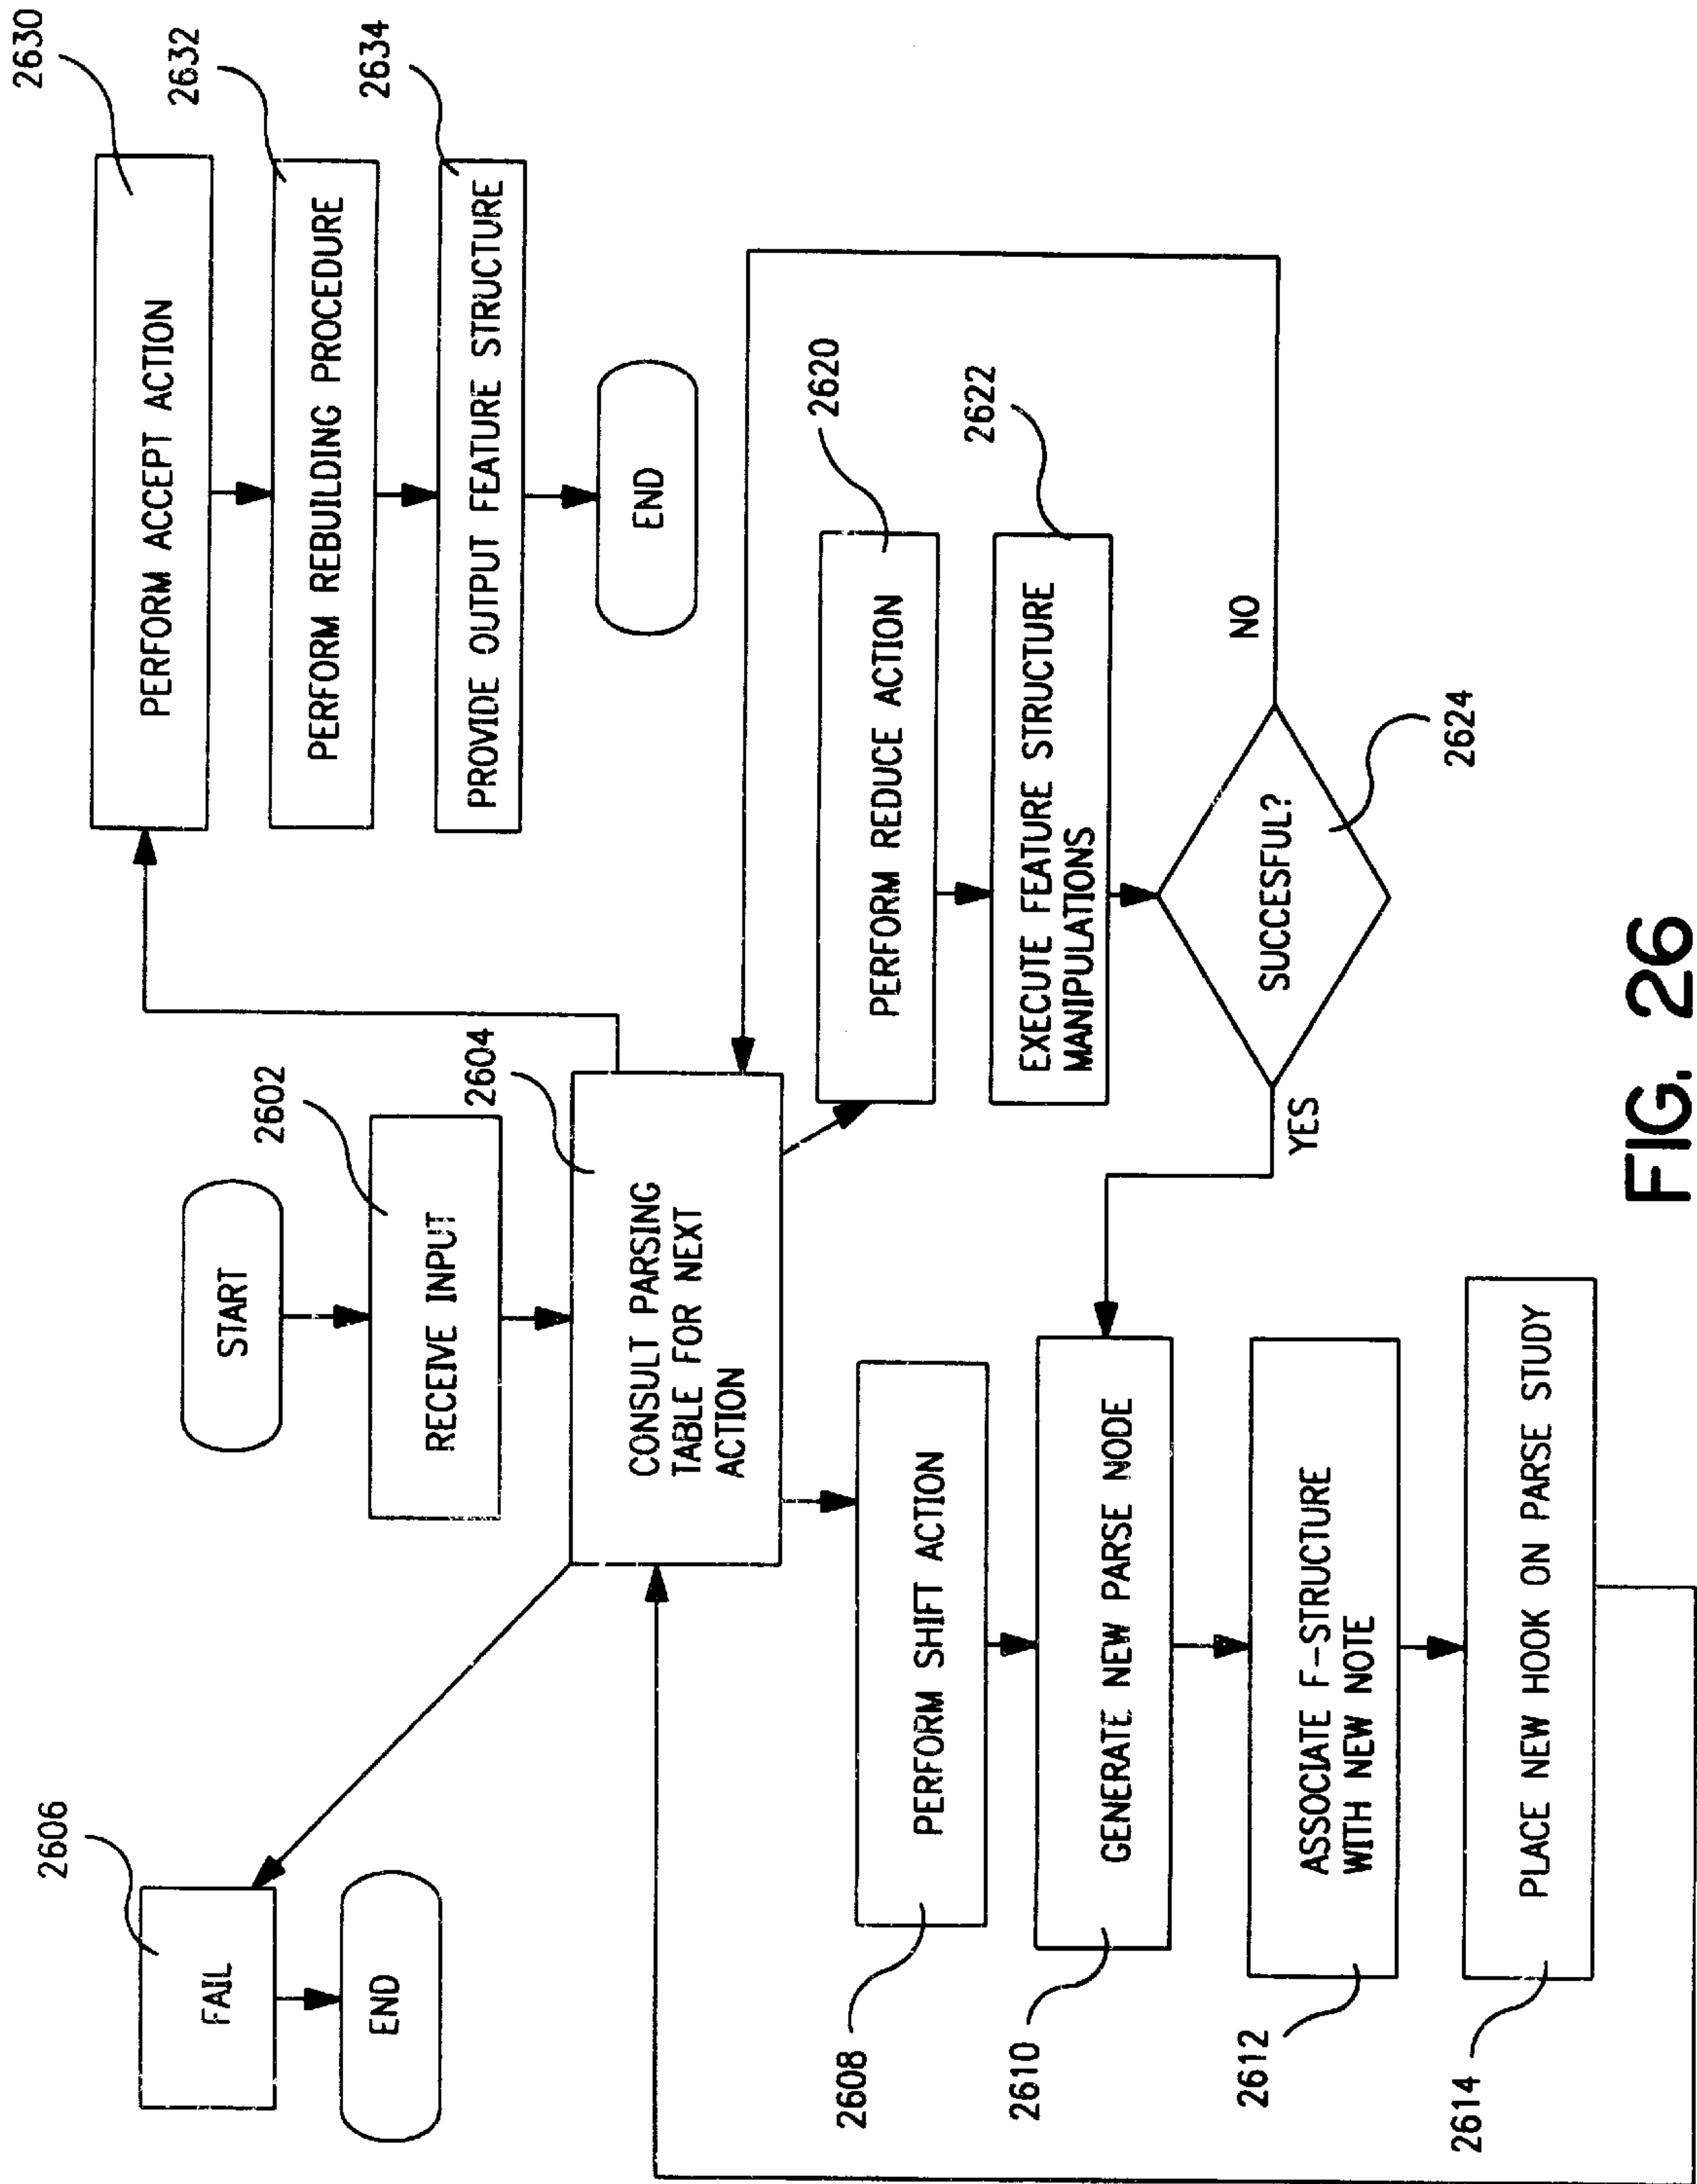 START
RECEIVE INPUT
2602
CONSULT PARSING
TABLE FOR NEXT
ACTION
2604
FAIL
2606
END
PERFORM SHIFT ACTION
2608
GENERATE NEW PARSE NODE
2610
ASSOCIATE F-STRUCTURE
WITH NEW NOTE
2612
PLACE NEW HOOK ON PARSE STUDY
2614
PERFORM REDUCE ACTION
2620
EXECUTE FEATURE STRUCTURE
MANIPULATIONS
2622
SUCCESSFUL?
2624
YES
NO
PERFORM ACCEPT ACTION
2630
PERFORM REBUILDING PROCEDURE
2632
PROVIDE OUTPUT FEATURE STRUCTURE
2634
END
FIG. 26